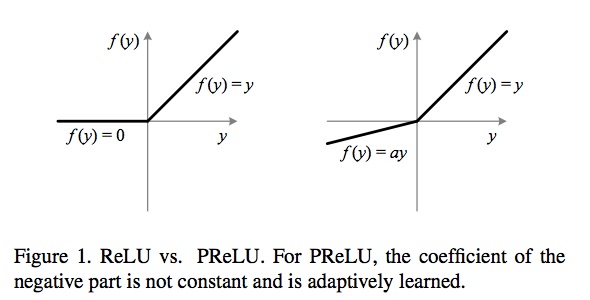 f(y)
f(y) = y
f(y) = 0
y
f(y)
f(y) = y
f(y) = ay
y
Figure 1. ReLU vs. PReLU. For PReLU, the coefficient of the
negative part is not constant and is adaptively learned.